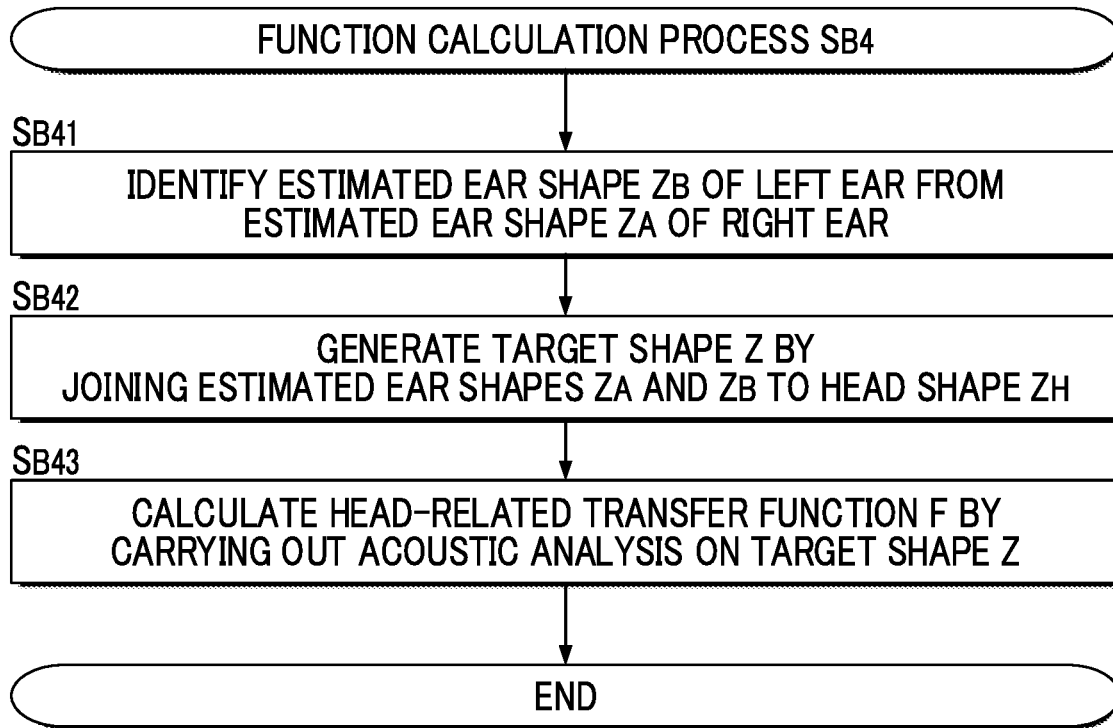 FUNCTION CALCULATION PROCESS SB4
SB41
IDENTIFY ESTIMATED EAR SHAPE ZB OF LEFT EAR FROM
ESTIMATED EAR SHAPE ZA OF RIGHT EAR
SB42
GENERATE TARGET SHAPE Z BY
JOINING ESTIMATED EAR SHAPES ZA AND ZB TO HEAD SHAPE ZH
SB43
CALCULATE HEAD-RELATED TRANSFER FUNCTION F BY
CARRYING OUT ACOUSTIC ANALYSIS ON TARGET SHAPE Z
END